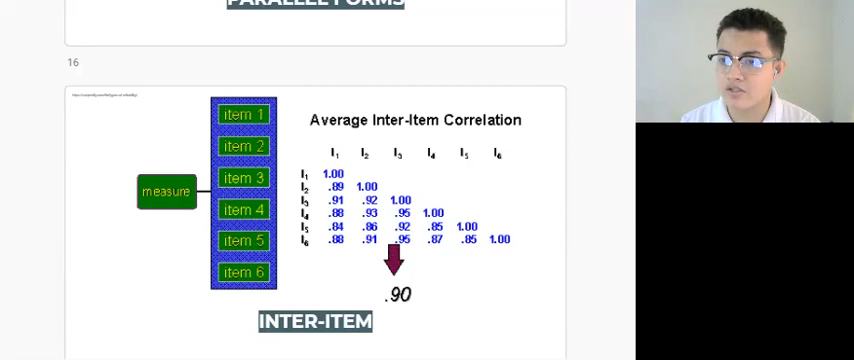 PARALLEL FORMS
16
item 1
item 2
item 3
item 4
item 5
item 6
measure
Average Inter-Item Correlation
I1 I2 I3 I4 I5 I6
I1 1.00
I2 .89 1.00
I3 .91 .92 1.00
I4 .88 .93 .95 1.00
I5 .84 .86 .92 .85 1.00
I6 .88 .91 .95 .87 .85 1.00
.90
INTER-ITEM